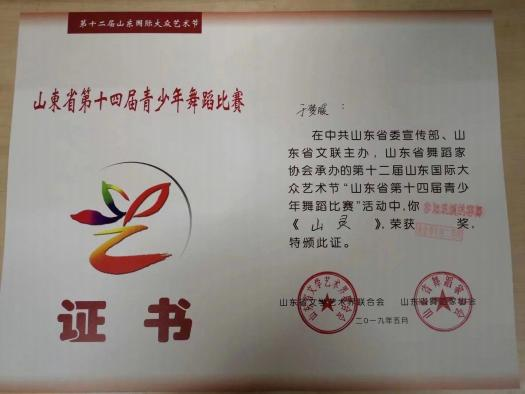 第十二届山东国际大众艺术节
山東省第十四届青少年舞蹈比賽
证书
于梦暖：
在中共山东省委宣传部、山
东省文联主办，山东省舞蹈家
协会承办的第十二届山东国际大
众艺术节“山东省第十四届青少
年舞蹈比赛”活动中，你
《山灵》，荣获 奖，
特颁此证。
山东省文学艺术界联合会 山东省舞蹈家协会
二〇一九年五月